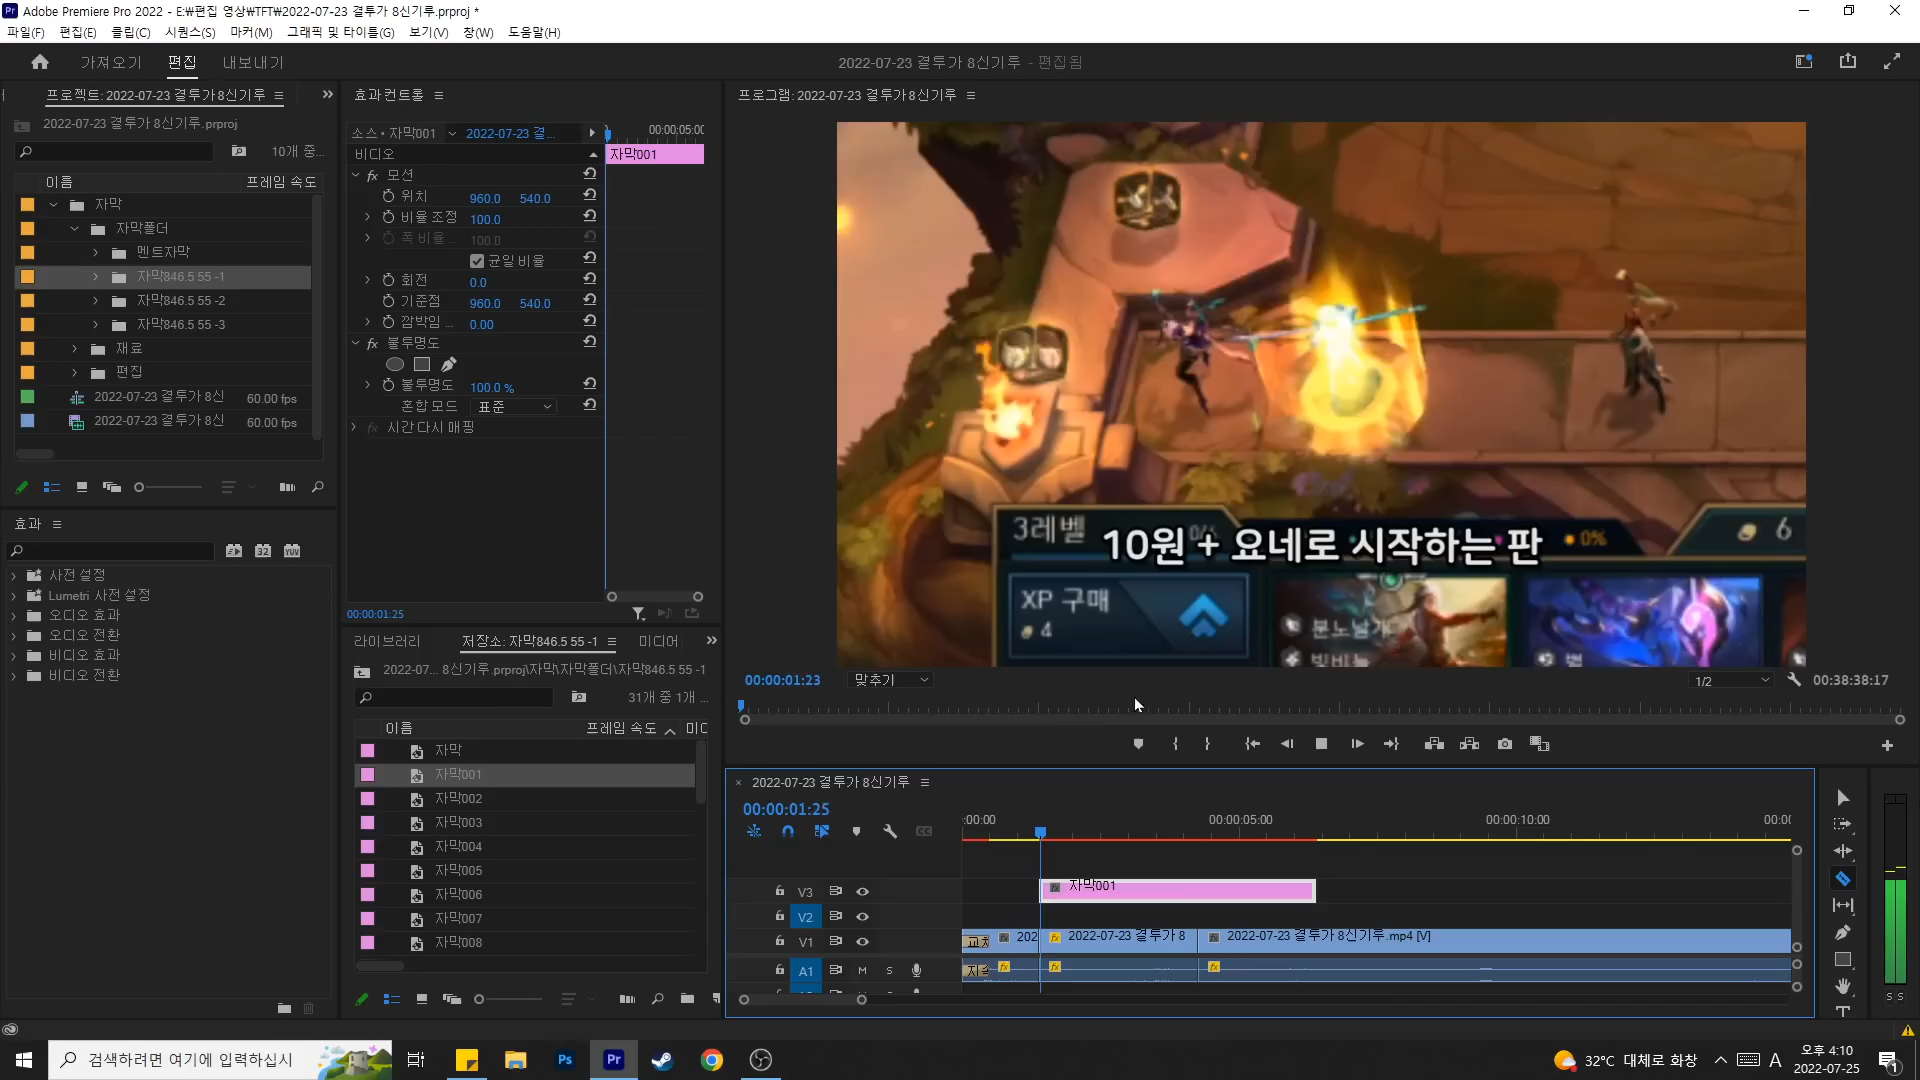 Adobe Premiere Pro 2022 - E:₩편집 영상₩TFT₩2022-07-23 결투가 8신기루.prproj *
파일(F) 편집(E) 클립(C) 시퀀스(S) 마커(M) 그래픽 및 타이틀(G) 보기(V) 창(W) 도움말(H)
가져오기 편집 내보내기 2022-07-23 결투가 8신기루 - 편집됨
프로젝트: 2022-07-23 결투가 8신기루
2022-07-23 결투가 8신기루.prproj
10개 중...
이름 프레임 속도
자막
자막폴더
멘트자막
자막846.5 55 -1
자막846.5 55 -2
자막846.5 55 -3
재료
편집
2022-07-23 결투가 8신 60.00 fps
2022-07-23 결투가 8신 60.00 fps
효과
32 YUV
사전 설정
Lumetri 사전 설정
오디오 효과
오디오 전환
비디오 효과
비디오 전환
효과 컨트롤
소스 • 자막001 2022-07-23 결... 00:00:05:00
비디오 자막001
fx 모션
위치 960.0 540.0
비율 조정 100.0
폭 비율 ... 100.0
균일 비율
회전 0.0
기준점 960.0 540.0
깜박임 ... 0.00
fx 불투명도
불투명도 100.0 %
혼합 모드 표준
fx 시간 다시 매핑
00:00:01:25
라이브러리 저장소: 자막846.5 55 -1 미디어
2022-07... 8신기루.prproj\자막\자막폴더\자막846.5 55 -1
31개 중 1개 ...
이름 프레임 속도 미디
자막
자막001
자막002
자막003
자막004
자막005
자막006
자막007
자막008
프로그램: 2022-07-23 결투가 8신기루
3레벨 0% 6
10원 + 요네로 시작하는 판
XP 구매
4
분노날개
00:00:01:23 맞추기 1/2 00:38:38:17
2022-07-23 결투가 8신기루
00:00:01:25
:00:00 00:00:05:00 00:00:10:00 00:00
V3 fx 자막001
V2
V1 교차 fx 202 fx 2022-07-23 결투가 8 fx 2022-07-23 결투가 8신기루.mp4 [V]
A1 M S 지속 fx fx fx
S S
검색하려면 여기에 입력하십시
Ps Pr
32°C 대체로 화창 A 오후 4:10
2022-07-25
1